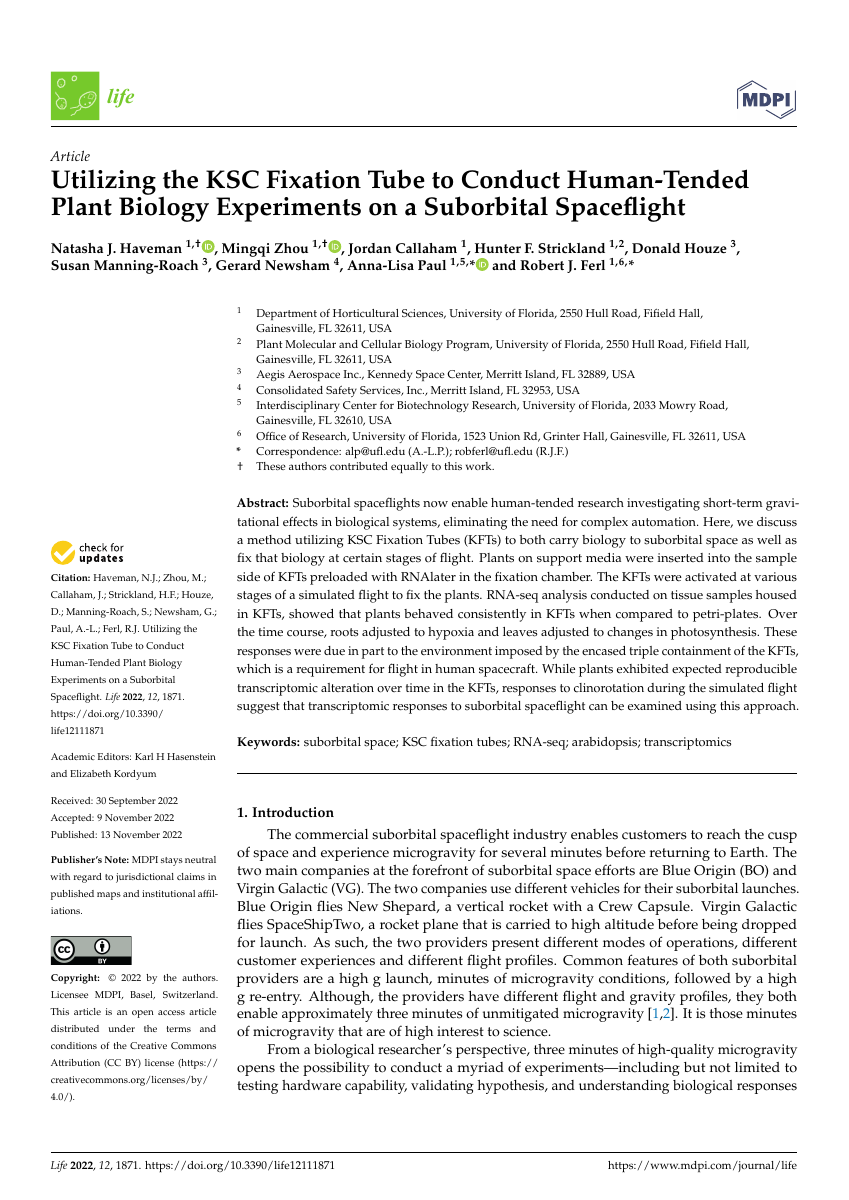 life
MDPI
Article
Utilizing the KSC Fixation Tube to Conduct Human-Tended
Plant Biology Experiments on a Suborbital Spaceflight
Natasha J. Haveman 1,† iD, Mingqi Zhou 1,† iD, Jordan Callaham 1, Hunter F. Strickland 1,2, Donald Houze 3,
Susan Manning-Roach 3, Gerard Newsham 4, Anna-Lisa Paul 1,5,* iD and Robert J. Ferl 1,6,*
1 Department of Horticultural Sciences, University of Florida, 2550 Hull Road, Fifield Hall,
Gainesville, FL 32611, USA
2 Plant Molecular and Cellular Biology Program, University of Florida, 2550 Hull Road, Fifield Hall,
Gainesville, FL 32611, USA
3 Aegis Aerospace Inc., Kennedy Space Center, Merritt Island, FL 32889, USA
4 Consolidated Safety Services, Inc., Merritt Island, FL 32953, USA
5 Interdisciplinary Center for Biotechnology Research, University of Florida, 2033 Mowry Road,
Gainesville, FL 32610, USA
6 Office of Research, University of Florida, 1523 Union Rd, Grinter Hall, Gainesville, FL 32611, USA
* Correspondence: alp@ufl.edu (A.-L.P.); robferl@ufl.edu (R.J.F.)
† These authors contributed equally to this work.
Abstract: Suborbital spaceflights now enable human-tended research investigating short-term gravi-
tational effects in biological systems, eliminating the need for complex automation. Here, we discuss
a method utilizing KSC Fixation Tubes (KFTs) to both carry biology to suborbital space as well as
fix that biology at certain stages of flight. Plants on support media were inserted into the sample
side of KFTs preloaded with RNAlater in the fixation chamber. The KFTs were activated at various
stages of a simulated flight to fix the plants. RNA-seq analysis conducted on tissue samples housed
in KFTs, showed that plants behaved consistently in KFTs when compared to petri-plates. Over
the time course, roots adjusted to hypoxia and leaves adjusted to changes in photosynthesis. These
responses were due in part to the environment imposed by the encased triple containment of the KFTs,
which is a requirement for flight in human spacecraft. While plants exhibited expected reproducible
transcriptomic alteration over time in the KFTs, responses to clinorotation during the simulated flight
suggest that transcriptomic responses to suborbital spaceflight can be examined using this approach.
Keywords: suborbital space; KSC fixation tubes; RNA-seq; arabidopsis; transcriptomics
check for
updates
Citation: Haveman, N.J.; Zhou, M.;
Callaham, J.; Strickland, H.F.; Houze,
D.; Manning-Roach, S.; Newsham, G.;
Paul, A.-L.; Ferl, R.J. Utilizing the
KSC Fixation Tube to Conduct
Human-Tended Plant Biology
Experiments on a Suborbital
Spaceflight. Life 2022, 12, 1871.
https://doi.org/10.3390/
life12111871
Academic Editors: Karl H Hasenstein
and Elizabeth Kordyum
Received: 30 September 2022
Accepted: 9 November 2022
Published: 13 November 2022
Publisher's Note: MDPI stays neutral
with regard to jurisdictional claims in
published maps and institutional affil-
iations.
cc BY
Copyright: © 2022 by the authors.
Licensee MDPI, Basel, Switzerland.
This article is an open access article
distributed under the terms and
conditions of the Creative Commons
Attribution (CC BY) license (https://
creativecommons.org/licenses/by/
4.0/).
1. Introduction
The commercial suborbital spaceflight industry enables customers to reach the cusp
of space and experience microgravity for several minutes before returning to Earth. The
two main companies at the forefront of suborbital space efforts are Blue Origin (BO) and
Virgin Galactic (VG). The two companies use different vehicles for their suborbital launches.
Blue Origin flies New Shepard, a vertical rocket with a Crew Capsule. Virgin Galactic
flies SpaceShipTwo, a rocket plane that is carried to high altitude before being dropped
for launch. As such, the two providers present different modes of operations, different
customer experiences and different flight profiles. Common features of both suborbital
providers are a high g launch, minutes of microgravity conditions, followed by a high
g re-entry. Although, the providers have different flight and gravity profiles, they both
enable approximately three minutes of unmitigated microgravity [1,2]. It is those minutes
of microgravity that are of high interest to science.
From a biological researcher's perspective, three minutes of high-quality microgravity
opens the possibility to conduct a myriad of experiments—including but not limited to
testing hardware capability, validating hypothesis, and understanding biological responses
Life 2022, 12, 1871. https://doi.org/10.3390/life12111871
https://www.mdpi.com/journal/life